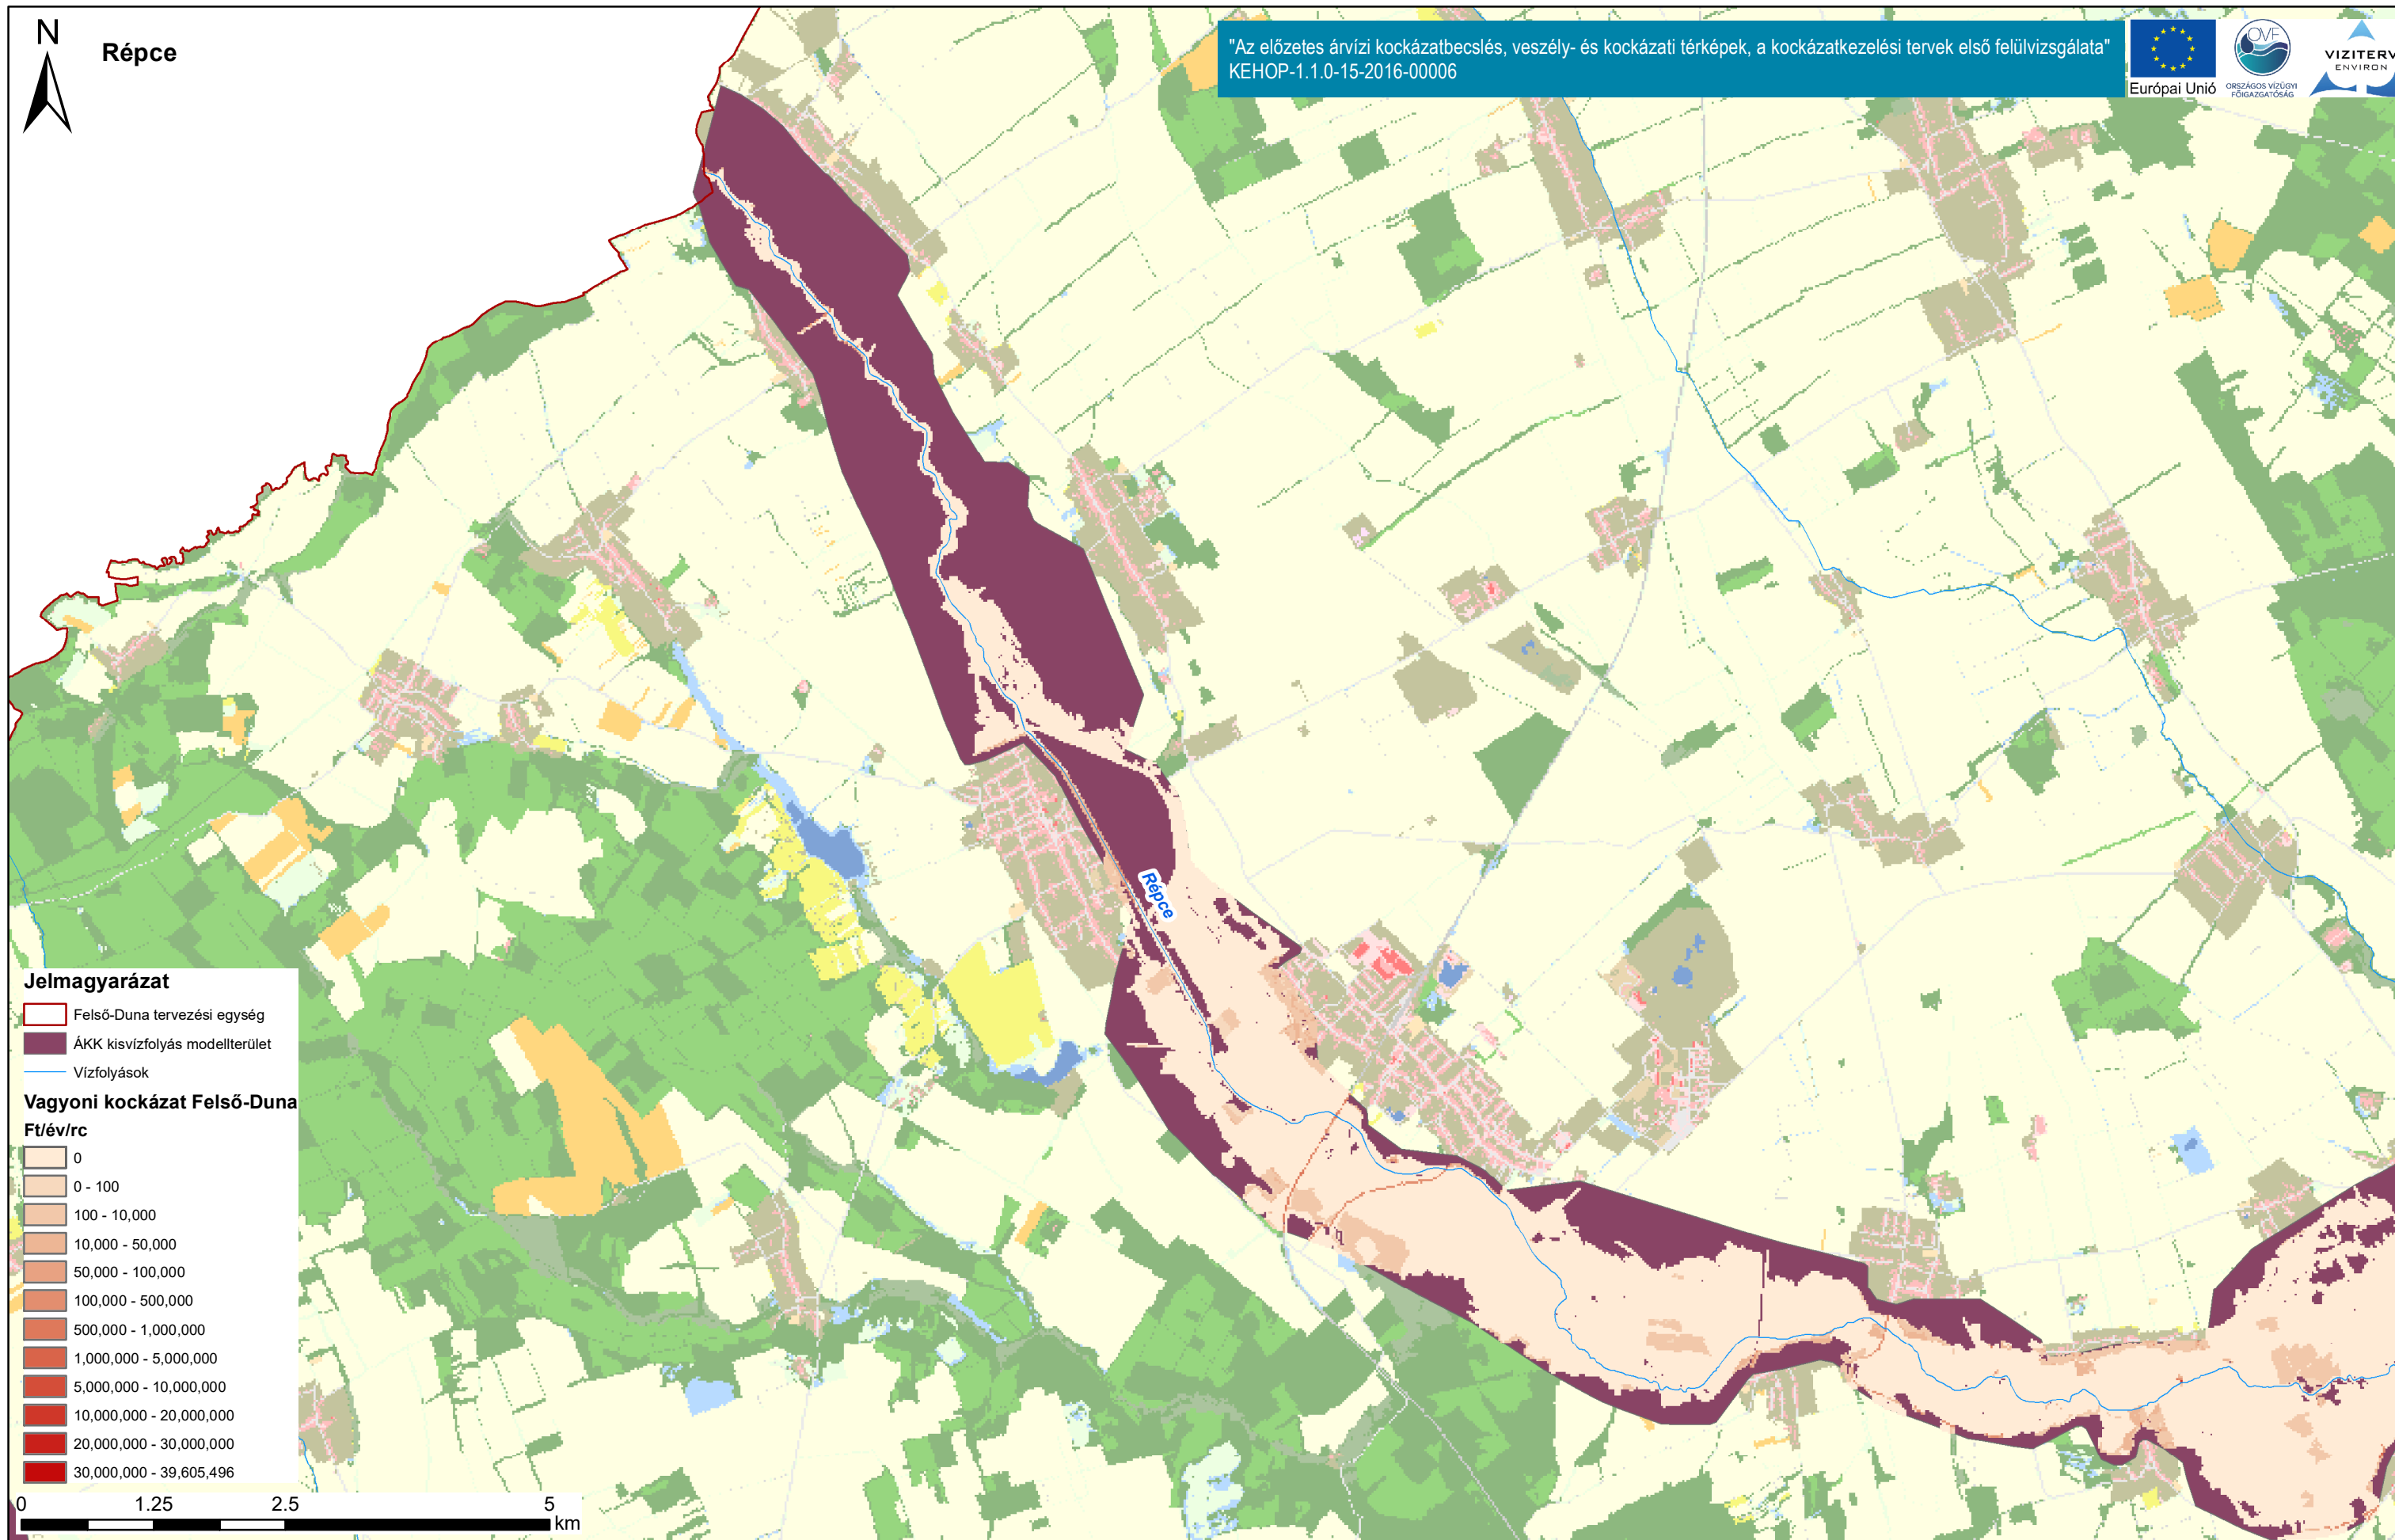 N
Répce
"Az előzetes árvízi kockázatbecslés, veszély- és kockázati térképek, a kockázatkezelési tervek első felülvizsgálata"
KEHOP-1.1.0-15-2016-00006
Európai Unió
OVF
ORSZÁGOS VÍZÜGYI
FŐIGAZGATÓSÁG
VIZITERV
ENVIRON
Répce
Jelmagyarázat
Felső-Duna tervezési egység
ÁKK kisvízfolyás modellterület
Vízfolyások
Vagyoni kockázat Felső-Duna
Ft/év/rc
0
0 - 100
100 - 10,000
10,000 - 50,000
50,000 - 100,000
100,000 - 500,000
500,000 - 1,000,000
1,000,000 - 5,000,000
5,000,000 - 10,000,000
10,000,000 - 20,000,000
20,000,000 - 30,000,000
30,000,000 - 39,605,496
0 1.25 2.5 5
km